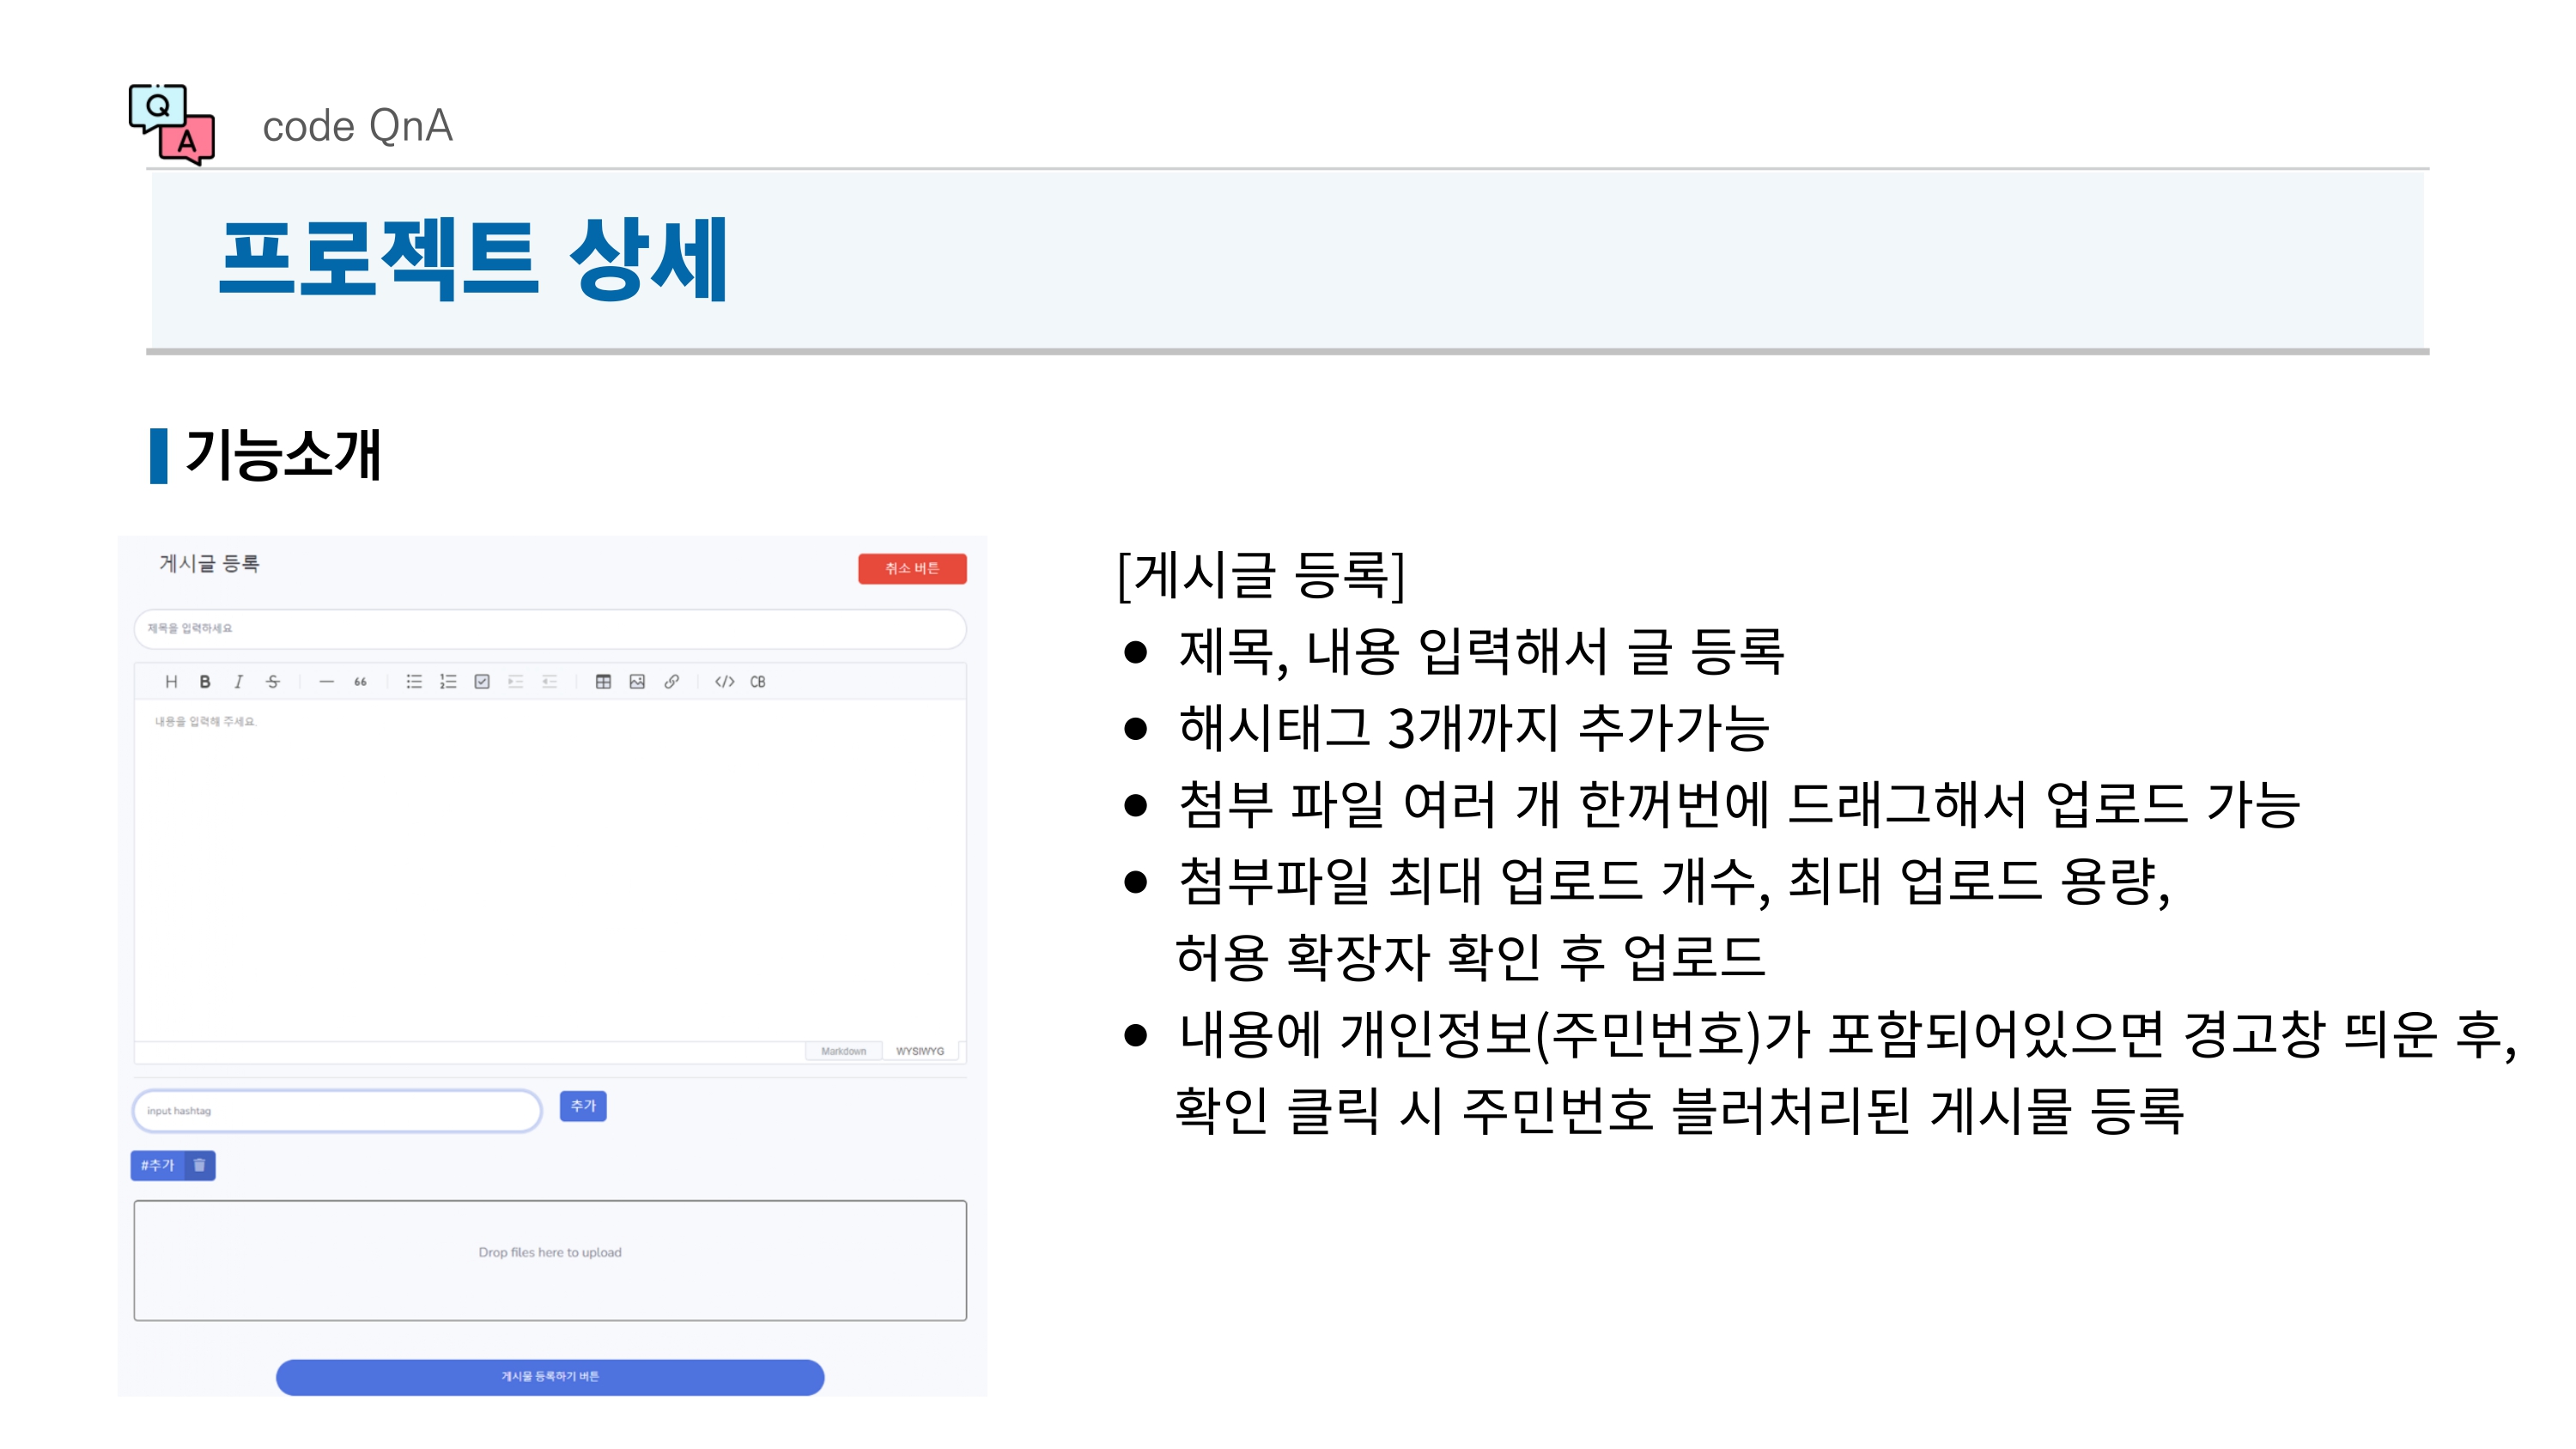 Q
A
code QnA
프로젝트 상세
기능소개
게시글 등록
취소 버튼
제목을 입력하세요
H B I S — 66 </> CB
내용을 입력해 주세요.
Markdown WYSIWYG
input hashtag
추가
#추가
Drop files here to upload
게시물 등록하기 버튼
[게시글 등록]
● 제목, 내용 입력해서 글 등록
● 해시태그 3개까지 추가가능
● 첨부 파일 여러 개 한꺼번에 드래그해서 업로드 가능
● 첨부파일 최대 업로드 개수, 최대 업로드 용량,
허용 확장자 확인 후 업로드
● 내용에 개인정보(주민번호)가 포함되어있으면 경고창 띄운 후,
확인 클릭 시 주민번호 블러처리된 게시물 등록